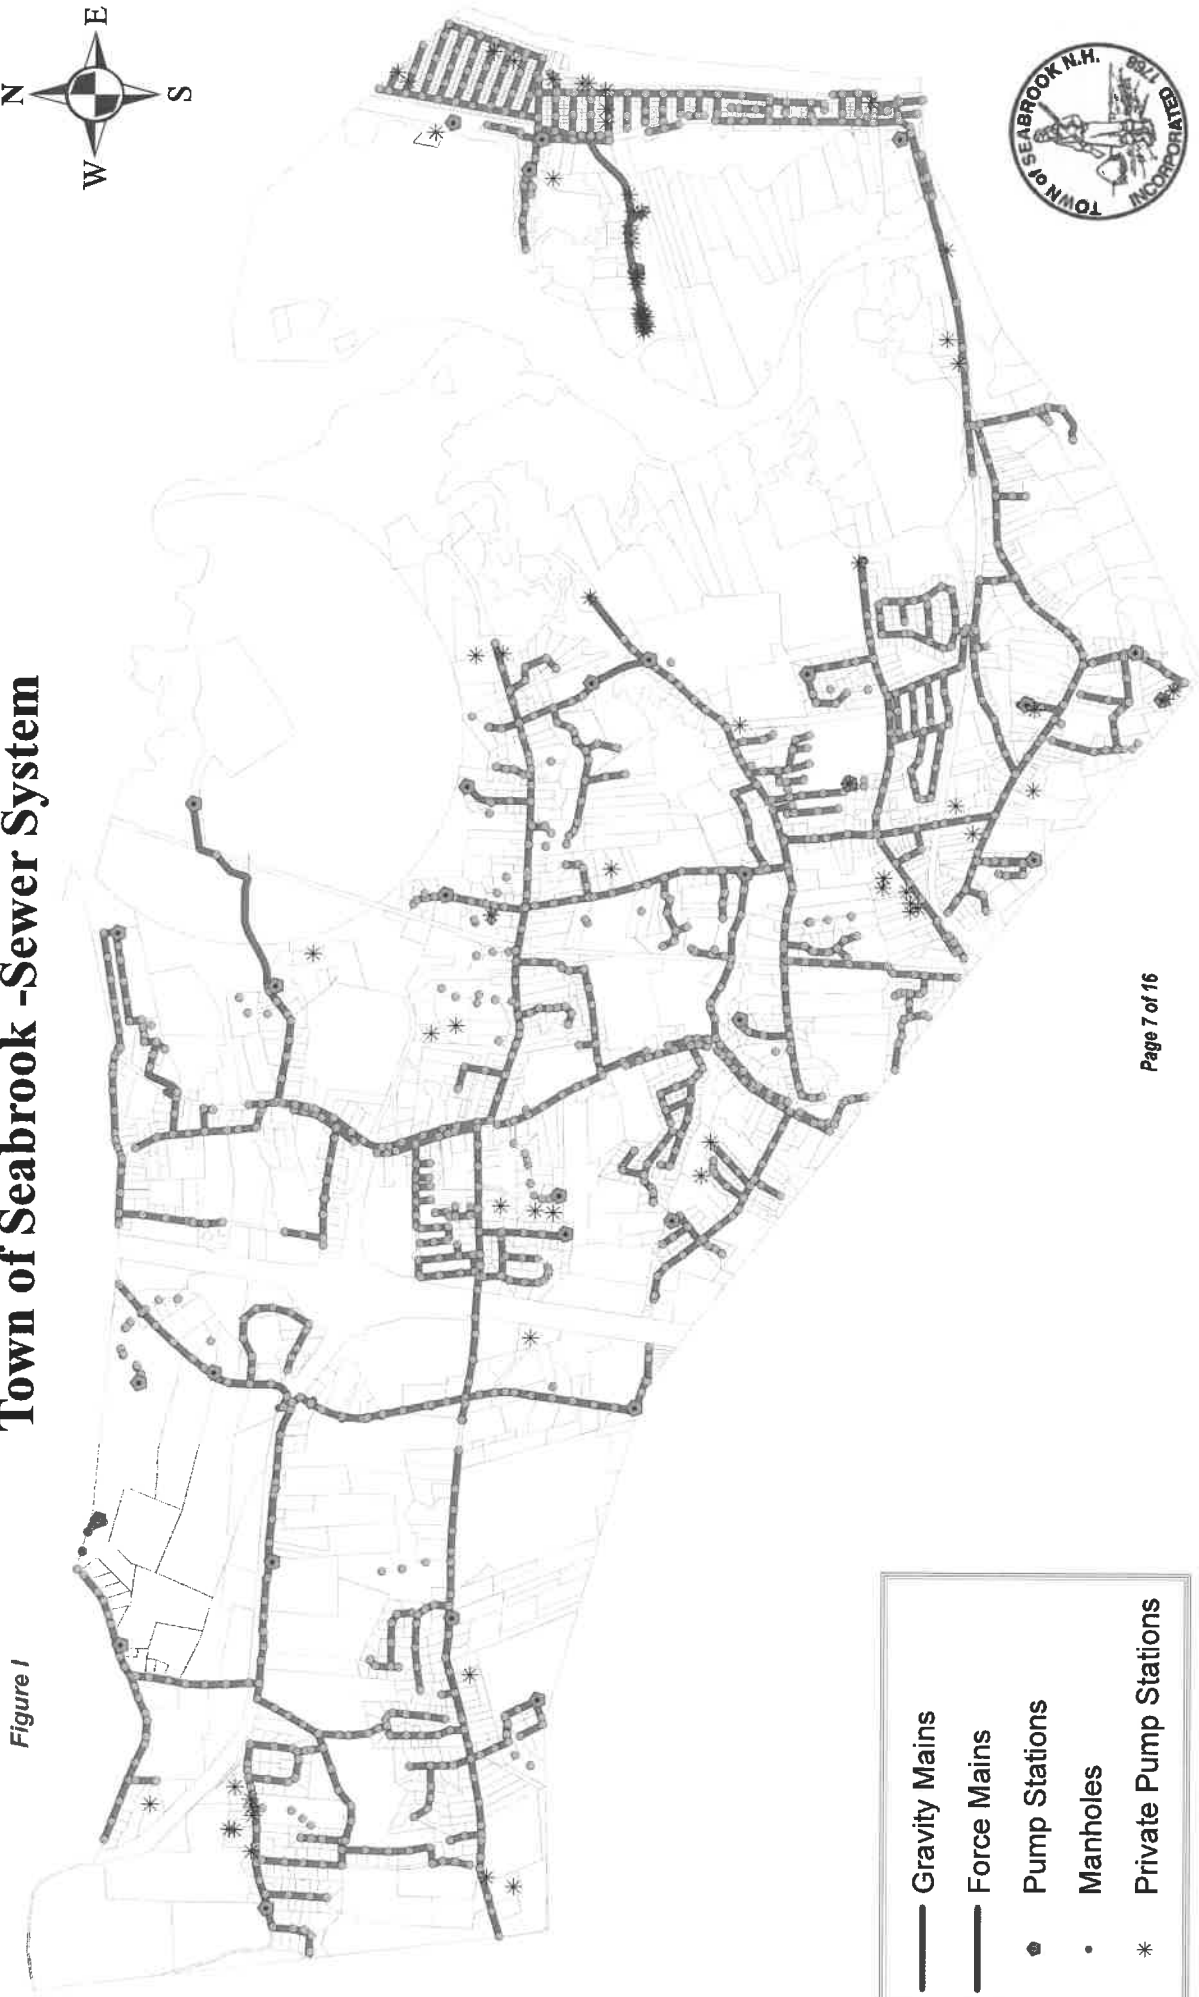 Figure 1
Town of Seabrook -Sewer System
N
W
E
S
Gravity Mains
Force Mains
Pump Stations
Manholes
Private Pump Stations
Page 7 of 16
TOWN of SEABROOK N.H.
INCORPORATED 1768